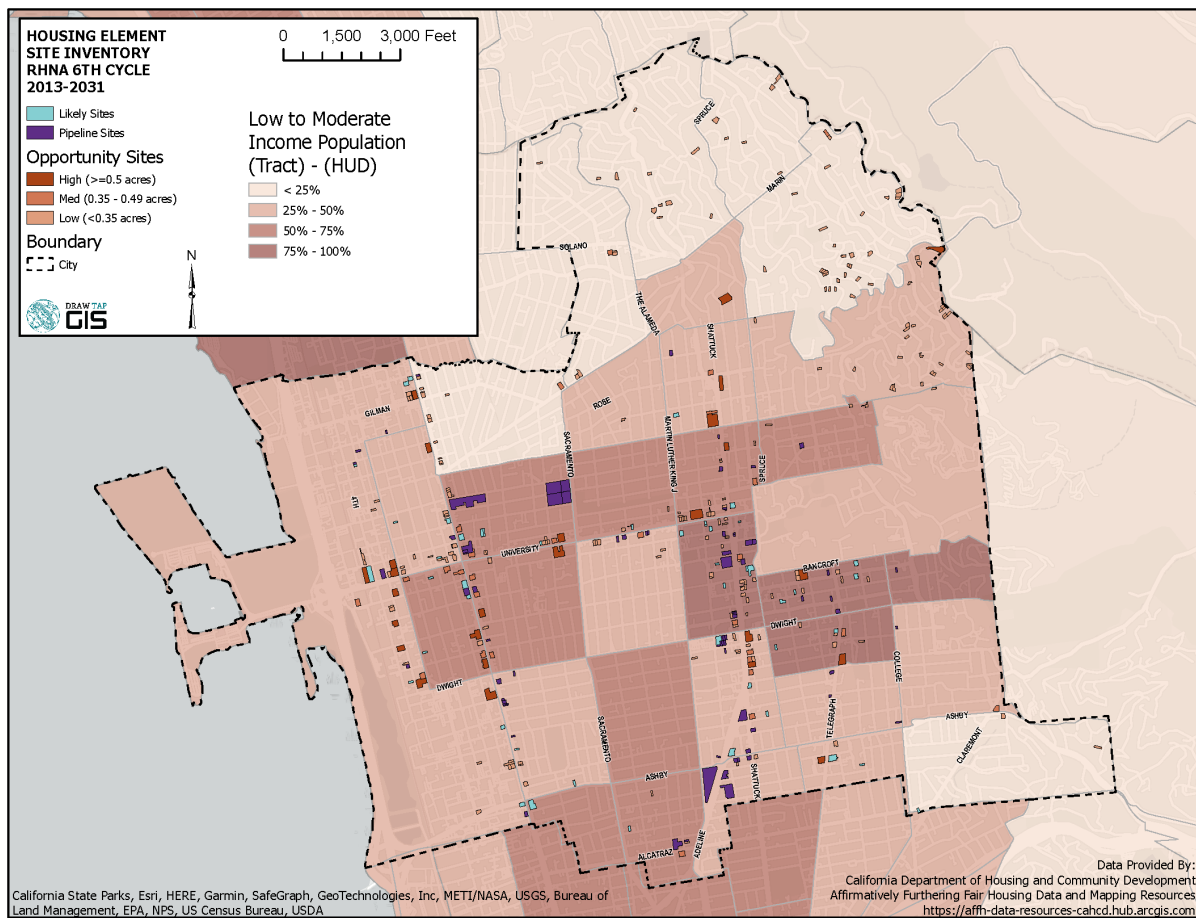 HOUSING ELEMENT
SITE INVENTORY
RHNA 6TH CYCLE
2013-2031
Likely Sites
Pipeline Sites
Opportunity Sites
High (>=0.5 acres)
Med (0.35 - 0.49 acres)
Low (<0.35 acres)
Boundary
City
DRAW TAP
GIS
0 1,500 3,000 Feet
Low to Moderate
Income Population
(Tract) - (HUD)
< 25%
25% - 50%
50% - 75%
75% - 100%
N
SPRUCE
MARIN
SOLANO
THE ALAMEDA
SHATTUCK
GILMAN
ROSE
SACRAMENTO
MARTIN LUTHER KING J
SPRUCE
4TH
UNIVERSITY
BANCROFT
DWIGHT
DWIGHT
COLLEGE
SACRAMENTO
TELEGRAPH
ASHBY
CLAREMONT
ASHBY
SHATTUCK
ADELINE
ALCATRAZ
California State Parks, Esri, HERE, Garmin, SafeGraph, GeoTechnologies, Inc, METI/NASA, USGS, Bureau of
Land Management, EPA, NPS, US Census Bureau, USDA
Data Provided By:
California Department of Housing and Community Development
Affirmatively Furthering Fair Housing Data and Mapping Resources
https://affh-data-resources-cahcd.hub.arcgis.com